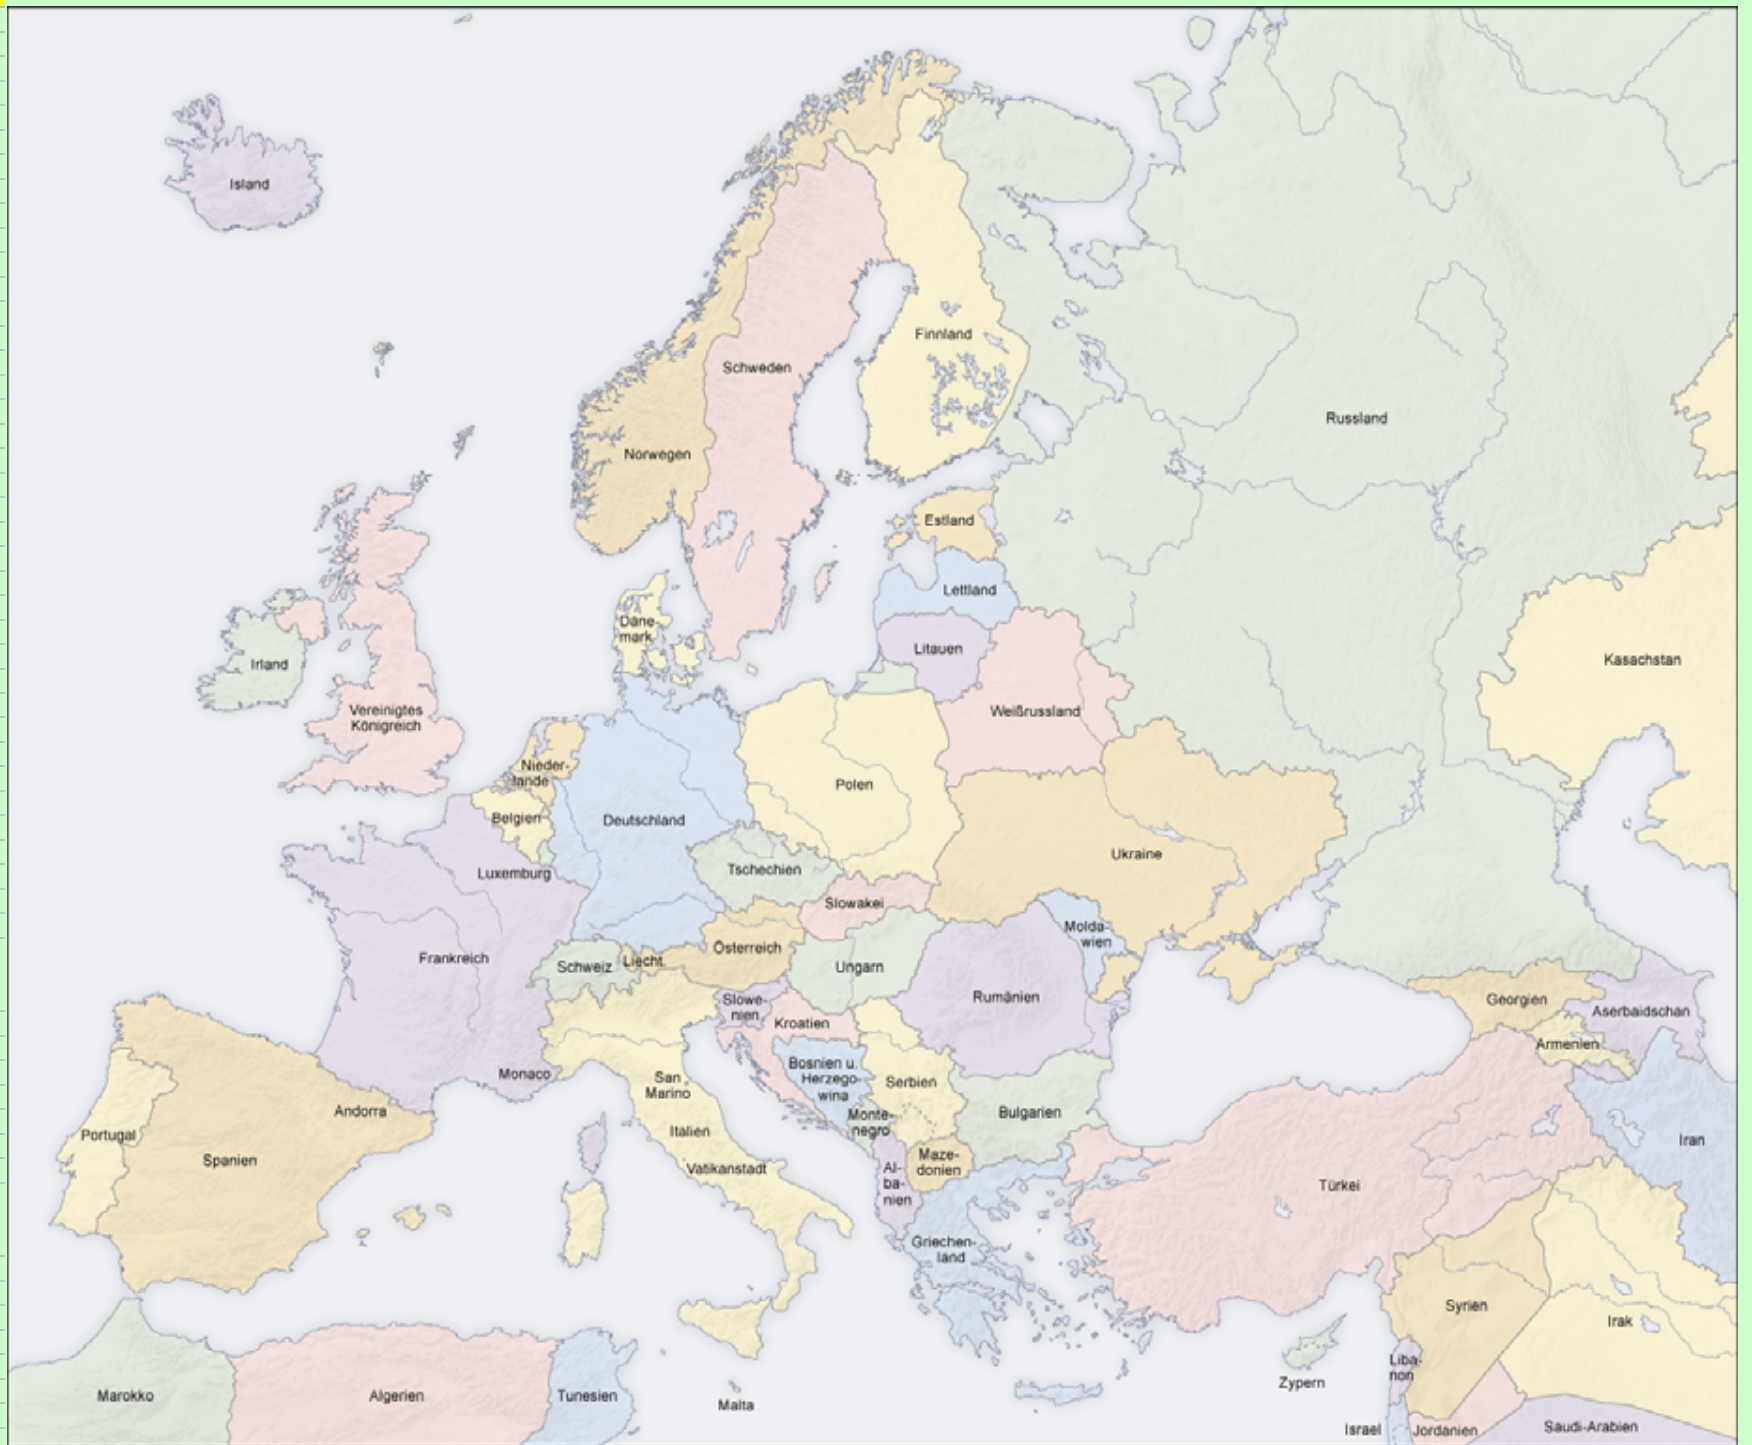 Island
Finnland
Schweden
Russland
Norwegen
Estland
Lettland
Däne-
mark
Litauen
Irland
Kasachstan
Vereinigtes
Königreich
Weißrussland
Nieder-
lande
Polen
Belgien
Deutschland
Ukraine
Tschechien
Luxemburg
Slowakei
Molda-
wien
Österreich
Frankreich
Schweiz
Liecht.
Ungarn
Rumänien
Slowe-
nien
Georgien
Aserbaidschan
Kroatien
Armenien
Bosnien u.
Herzego-
wina
Monaco
San
Marino
Serbien
Andorra
Monte-
negro
Bulgarien
Portugal
Italien
Iran
Spanien
Vatikanstadt
Maze-
donien
Al-
ba-
nien
Türkei
Griechen-
land
Syrien
Irak
Liba-
non
Zypern
Marokko
Algerien
Tunesien
Malta
Israel
Jordanien
Saudi-Arabien